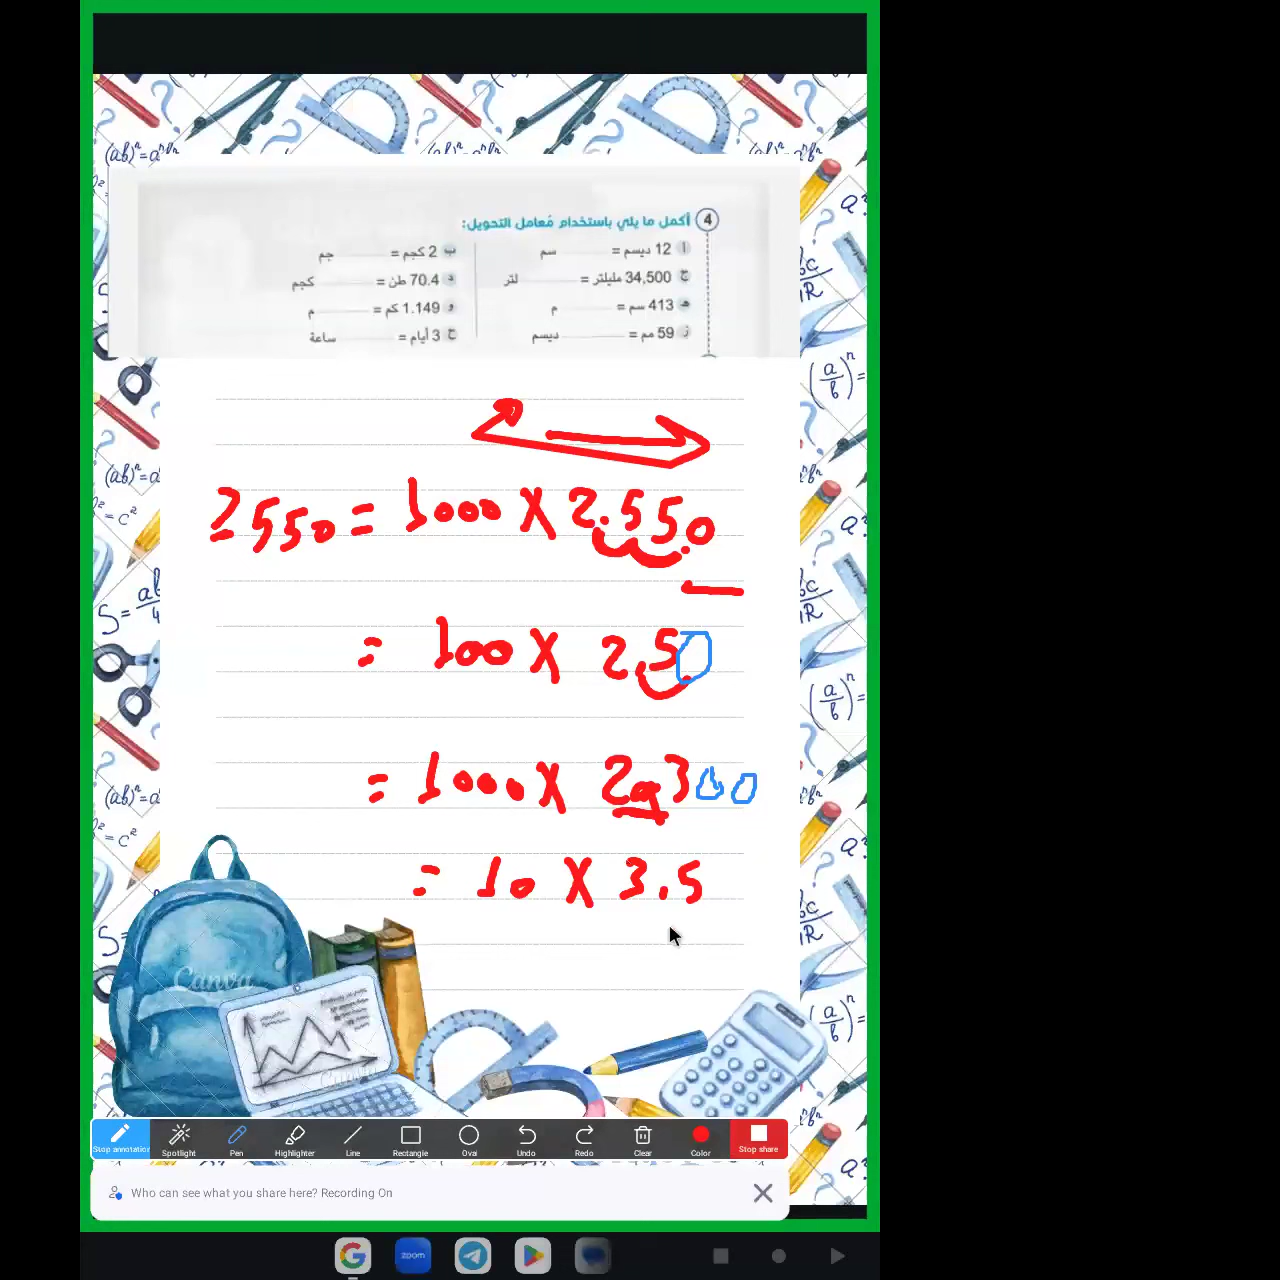 4 أكمل ما يلي باستخدام مُعامل التحويل:
أ 12 ديسم = ........ سم
ب 2 كجم = ........ جم
ج 34,500 مليلتر = ........ لتر
د 70.4 طن = ........ كجم
هـ 413 سم = ........ م
و 1.149 كم = ........ م
ز 59 مم = ........ ديسم
ح 3 أيام = ........ ساعة
2550 = 1000 X 2.550
= 100 X 2,50
= 10 X 3.5
Canva
Stop annotation
Spotlight
Pen
Highlighter
Line
Rectangle
Oval
Undo
Redo
Clear
Color
Stop share
Who can see what you share here? Recording On
zoom